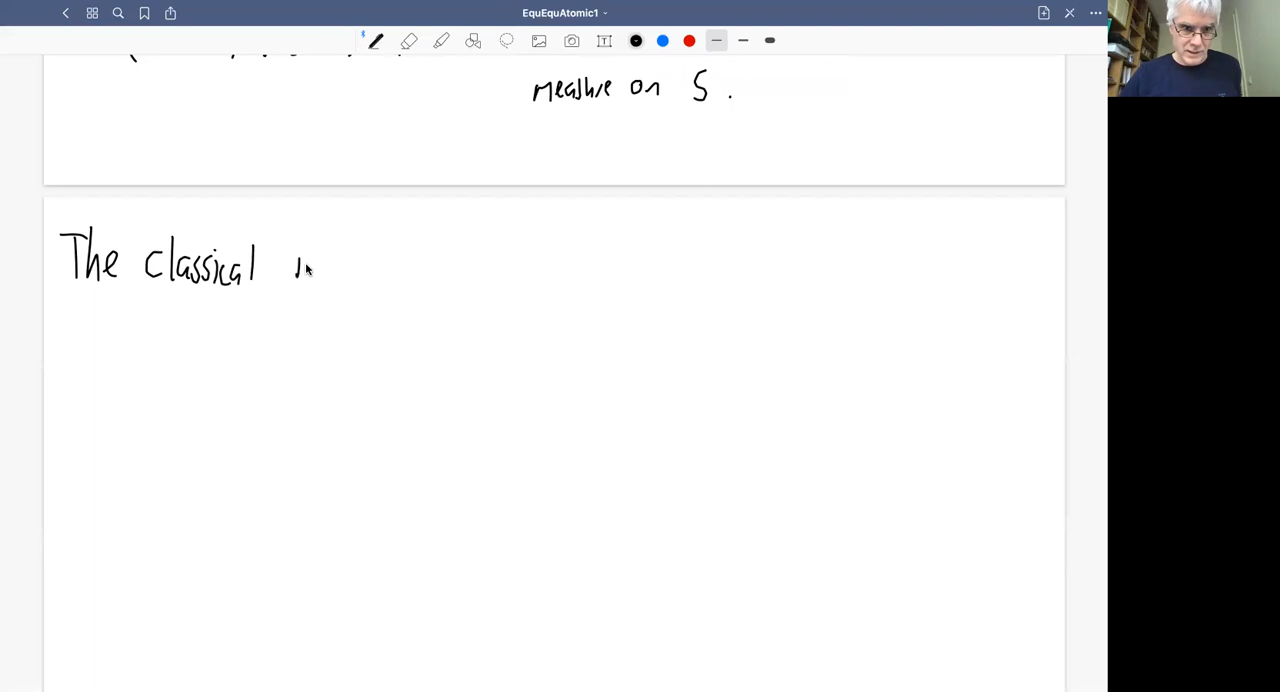 EquEquAtomic1
measure on S.
The classical